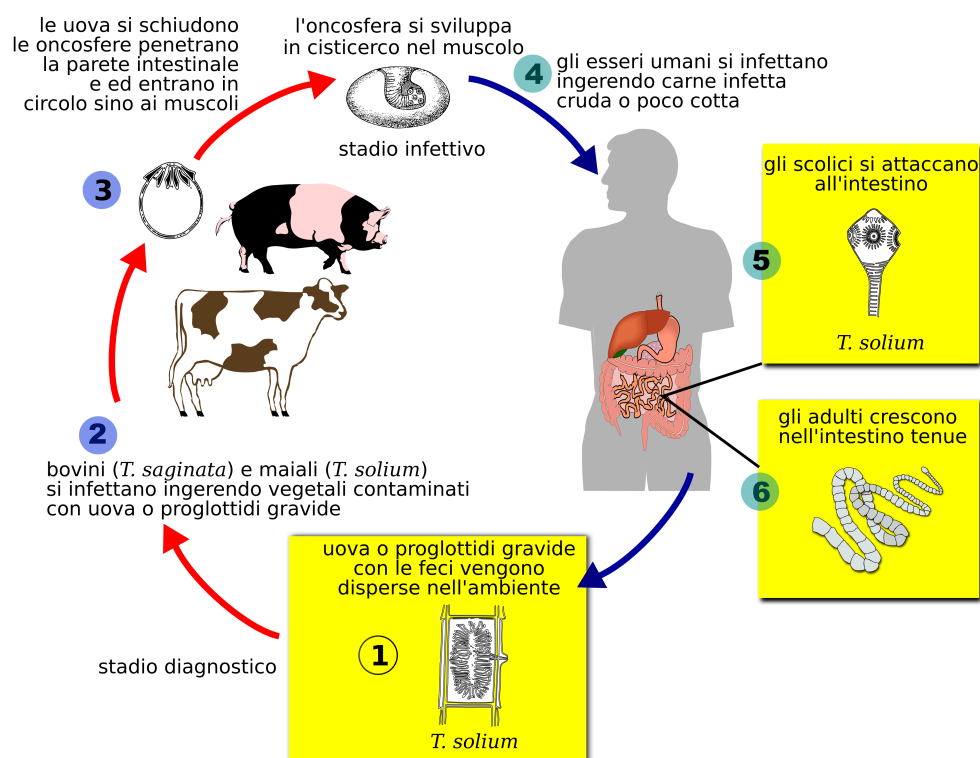 le uova si schiudono
le oncosfere penetrano
la parete intestinale
e ed entrano in
circolo sino ai muscoli
l'oncosfera si sviluppa
in cisticerco nel muscolo
stadio infettivo
4
gli esseri umani si infettano
ingerendo carne infetta
cruda o poco cotta
3
gli scolici si attaccano
all'intestino
5
T. solium
2
bovini (T. saginata) e maiali (T. solium)
si infettano ingerendo vegetali contaminati
con uova o proglottidi gravide
gli adulti crescono
nell'intestino tenue
6
uova o proglottidi gravide
con le feci vengono
disperse nell'ambiente
1
T. solium
stadio diagnostico